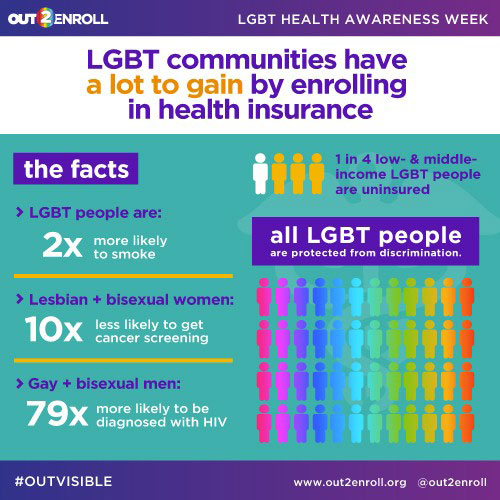 OUT2ENROLL
LGBT HEALTH AWARENESS WEEK
LGBT communities have
a lot to gain by enrolling
in health insurance
the facts
> LGBT people are:
2x more likely
to smoke
> Lesbian + bisexual women:
10x less likely to get
cancer screening
> Gay + bisexual men:
79x more likely to be
diagnosed with HIV
1 in 4 low- & middle-
income LGBT people
are uninsured
all LGBT people
are protected from discrimination.
#OUTVISIBLE
www.out2enroll.org @out2enroll